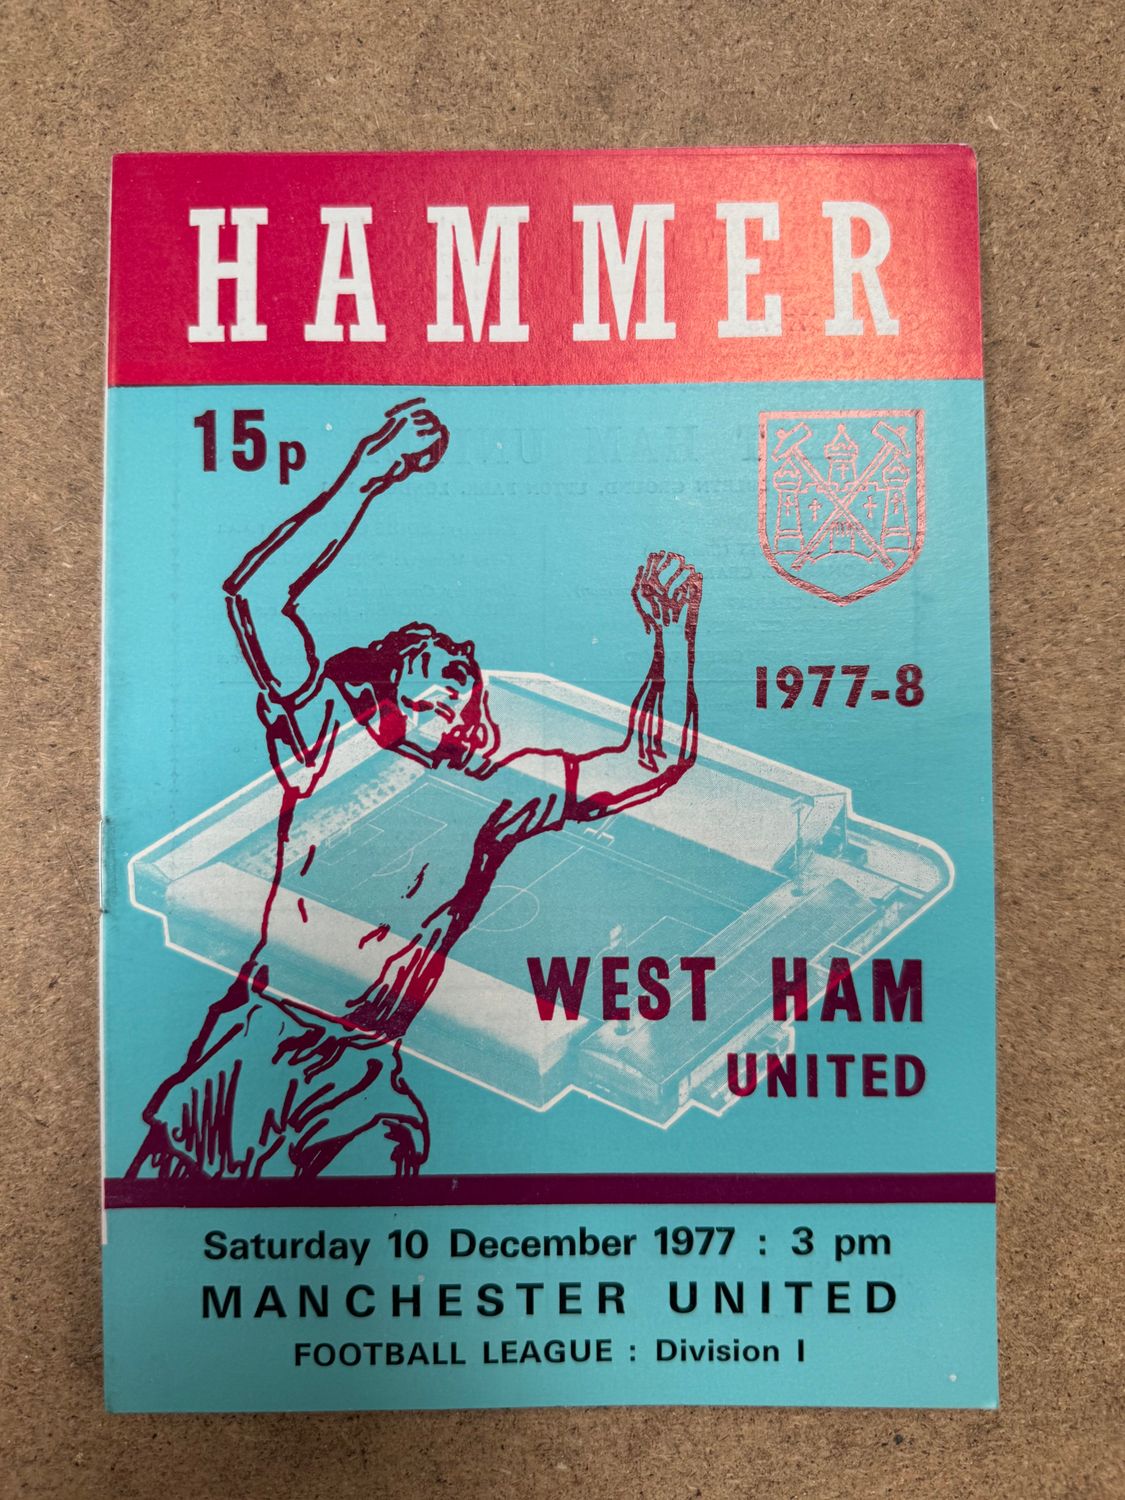 HAMMER
15p
1977-8
WEST HAM
UNITED
Saturday 10 December 1977 : 3 pm
MANCHESTER UNITED
FOOTBALL LEAGUE : Division I